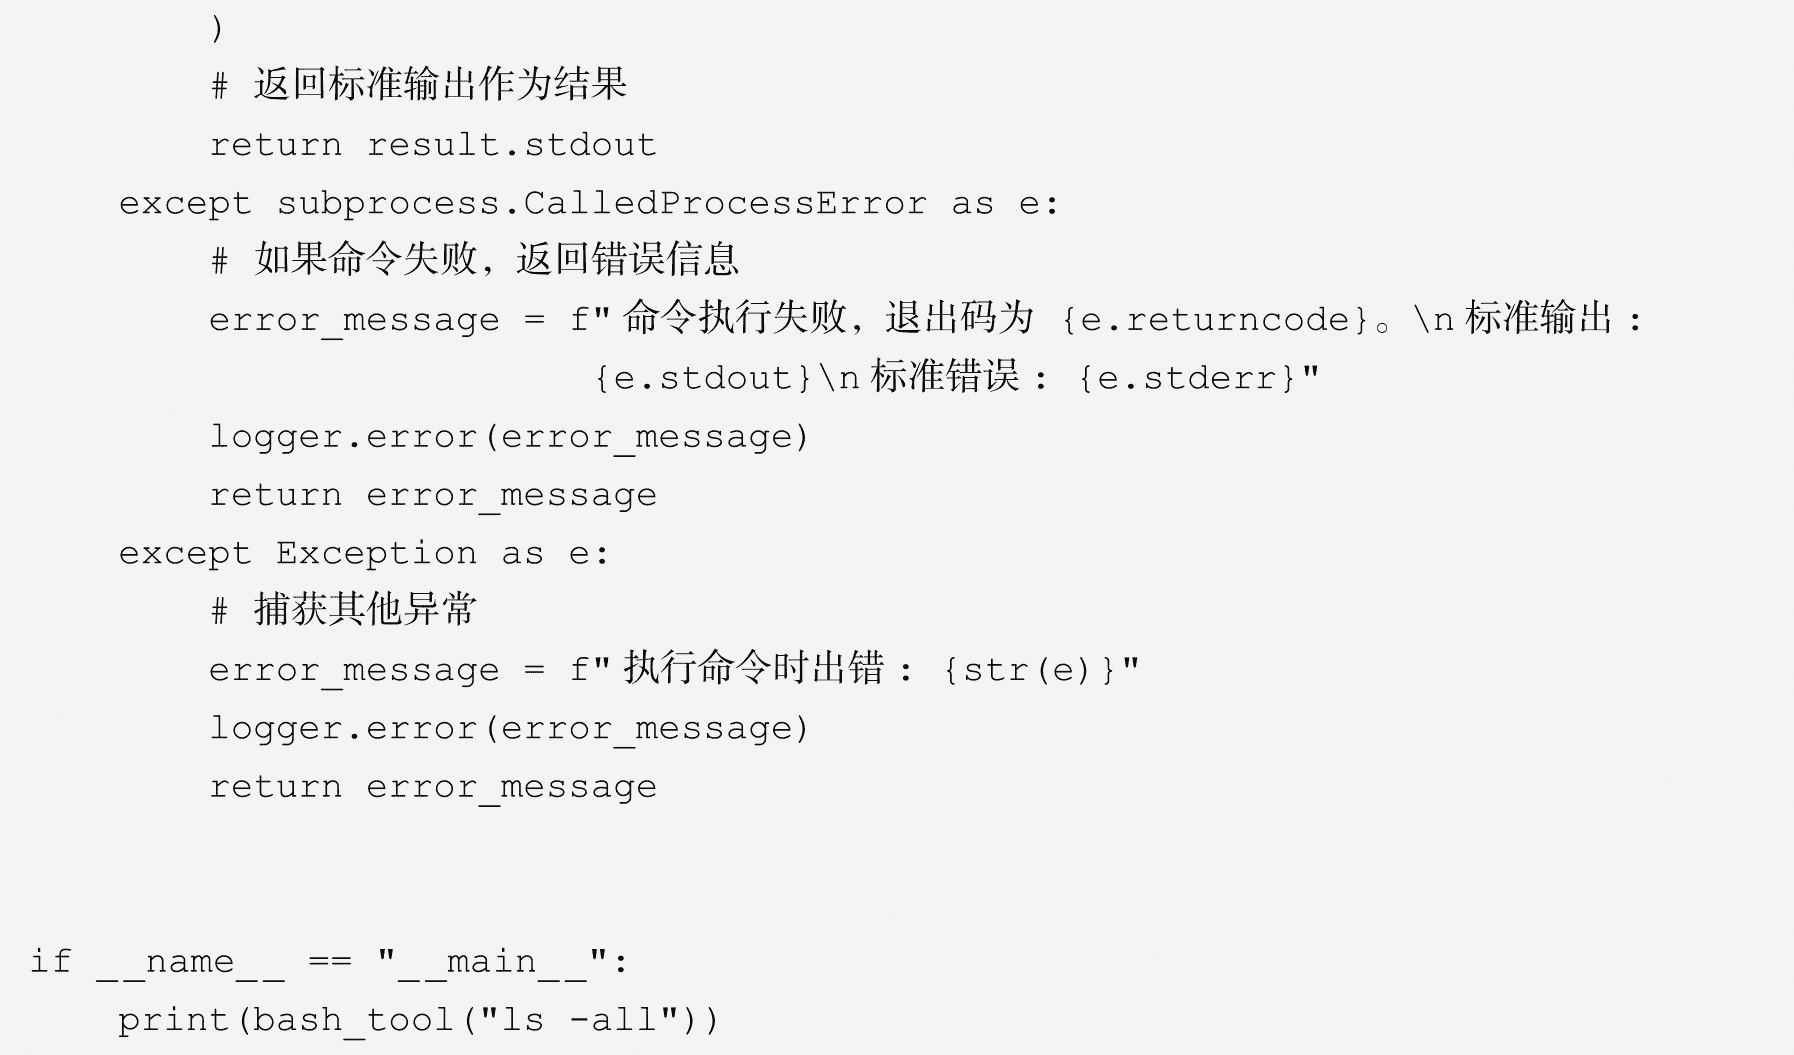 )
# 返回标准输出作为结果
return result.stdout
except subprocess.CalledProcessError as e:
# 如果命令失败，返回错误信息
error_message = f"命令执行失败，退出码为 {e.returncode}。\n标准输出：
{e.stdout}\n标准错误：{e.stderr}"
logger.error(error_message)
return error_message
except Exception as e:
# 捕获其他异常
error_message = f"执行命令时出错：{str(e)}"
logger.error(error_message)
return error_message
if __name__ == "__main__":
print(bash_tool("ls -all"))